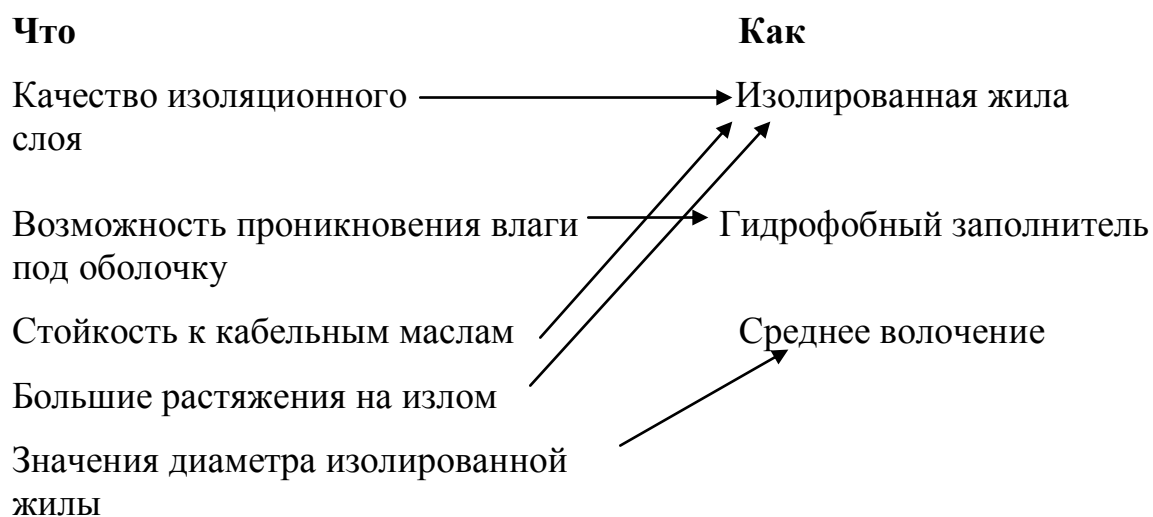 Что Как
Качество изоляционного Изолированная жила
слоя
Возможность проникновения влаги Гидрофобный заполнитель
под оболочку
Стойкость к кабельным маслам Среднее волочение
Большие растяжения на излом
Значения диаметра изолированной
жилы